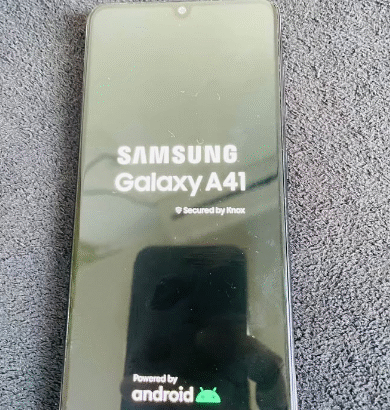 SAMSUNG
Galaxy A41
Secured by Knox
Powered by
android